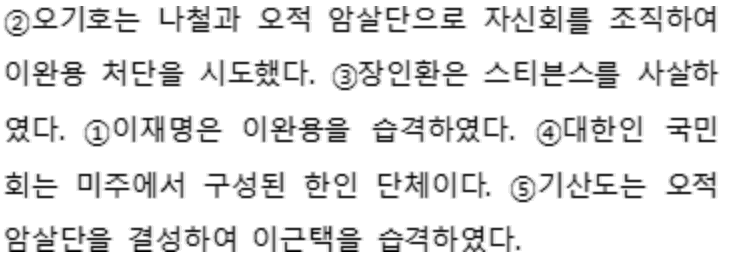 ②오기호는 나철과 오적 암살단으로 자신회를 조직하여
이완용 처단을 시도했다. ③장인환은 스티븐스를 사살하
였다. ①이재명은 이완용을 습격하였다. ④대한인 국민
회는 미주에서 구성된 한인 단체이다. ⑤기산도는 오적
암살단을 결성하여 이근택을 습격하였다.